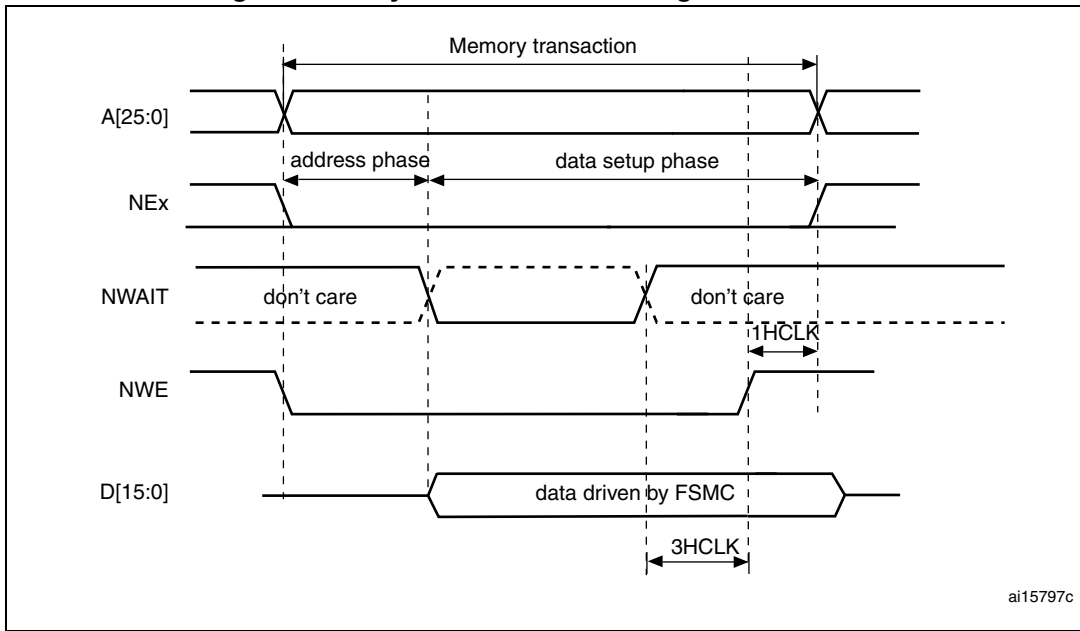 Memory transaction
A[25:0]
address phase
data setup phase
NEx
NWAIT
don't care
don't care
1HCLK
NWE
D[15:0]
data driven by FSMC
3HCLK
ai15797c